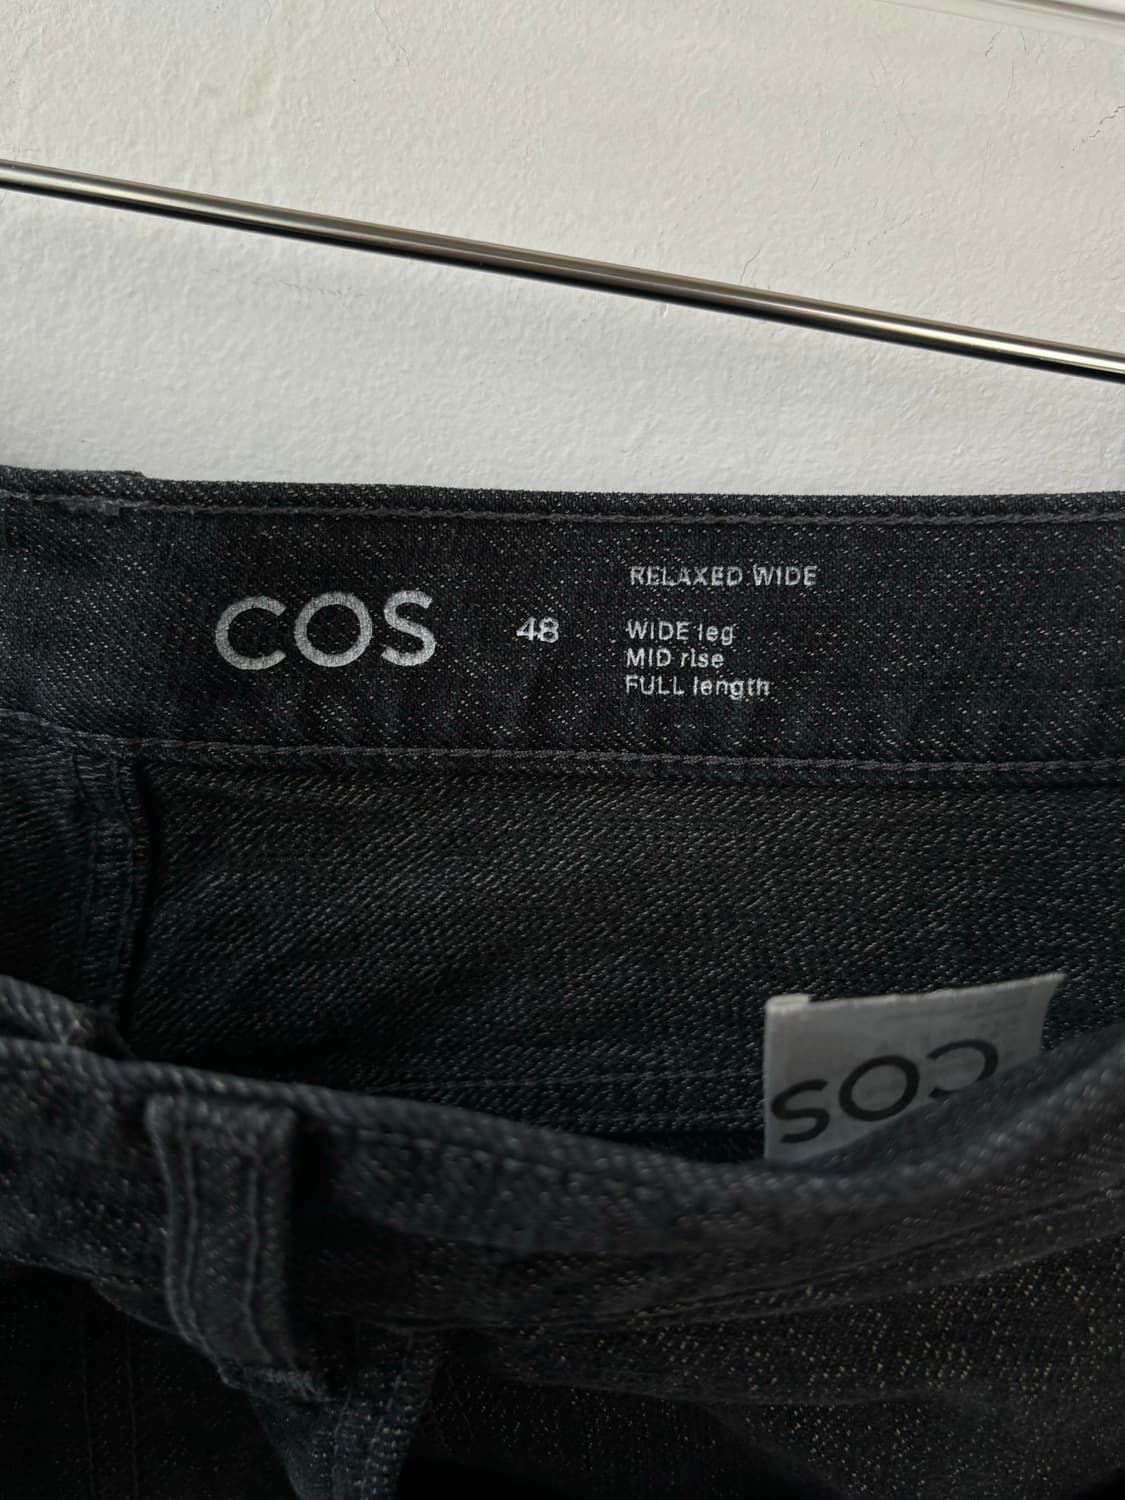 COS
48
RELAXED WIDE
WIDE leg
MID rise
FULL length
COS